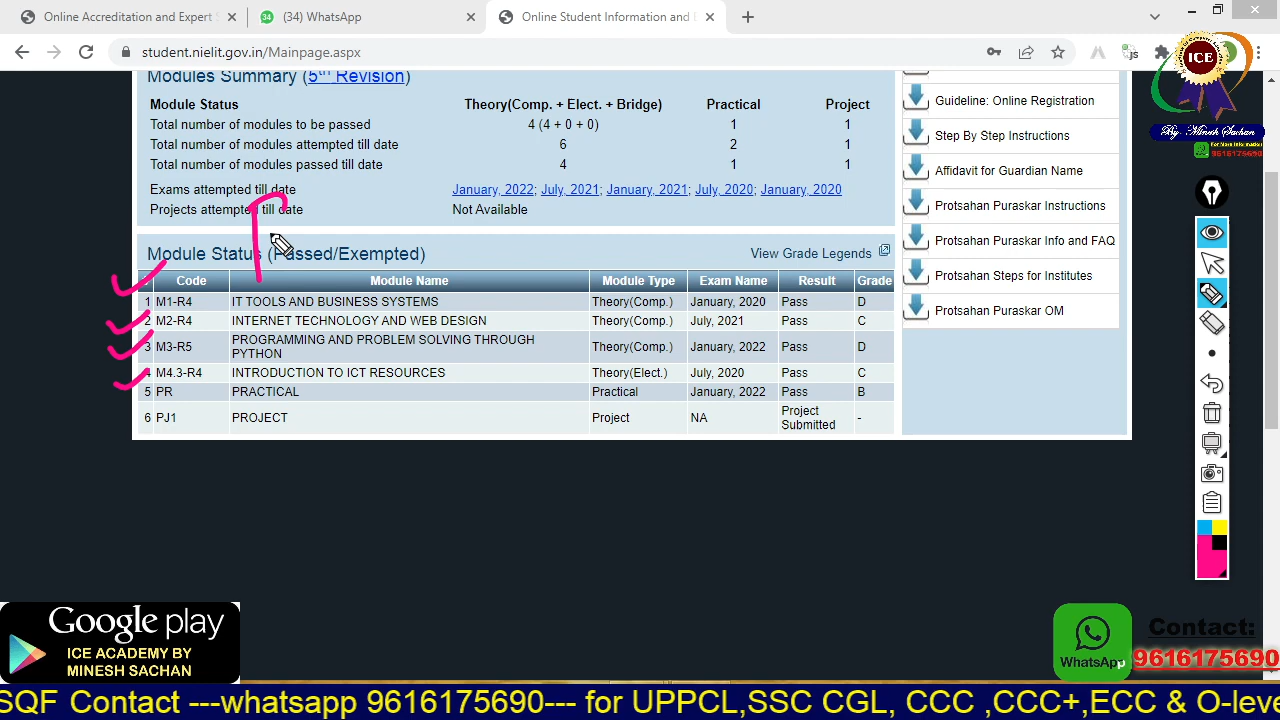 Online Accreditation and Expert S
(34) WhatsApp
Online Student Information and E
student.nielit.gov.in/Mainpage.aspx
js
ICE
By- Minesh Sachan
For More Information
9616175690
Modules Summary (5th Revision)
Module Status Theory(Comp. + Elect. + Bridge) Practical Project
Total number of modules to be passed 4 (4 + 0 + 0) 1 1
Total number of modules attempted till date 6 2 1
Total number of modules passed till date 4 1 1
Exams attempted till date January, 2022; July, 2021; January, 2021; July, 2020; January, 2020
Projects attempted till date Not Available
Module Status (Passed/Exempted) View Grade Legends
Code Module Name Module Type Exam Name Result Grade
1 M1-R4 IT TOOLS AND BUSINESS SYSTEMS Theory(Comp.) January, 2020 Pass D
2 M2-R4 INTERNET TECHNOLOGY AND WEB DESIGN Theory(Comp.) July, 2021 Pass C
3 M3-R5 PROGRAMMING AND PROBLEM SOLVING THROUGH PYTHON Theory(Comp.) January, 2022 Pass D
4 M4.3-R4 INTRODUCTION TO ICT RESOURCES Theory(Elect.) July, 2020 Pass C
5 PR PRACTICAL Practical January, 2022 Pass B
6 PJ1 PROJECT Project NA Project Submitted -
Guideline: Online Registration
Step By Step Instructions
Affidavit for Guardian Name
Protsahan Puraskar Instructions
Protsahan Puraskar Info and FAQ
Protsahan Steps for Institutes
Protsahan Puraskar OM
Google play
ICE ACADEMY BY
MINESH SACHAN
WhatsApp
Contact:
9616175690
SQF Contact ---whatsapp 9616175690--- for UPPCL,SSC CGL, CCC ,CCC+,ECC & O-leve